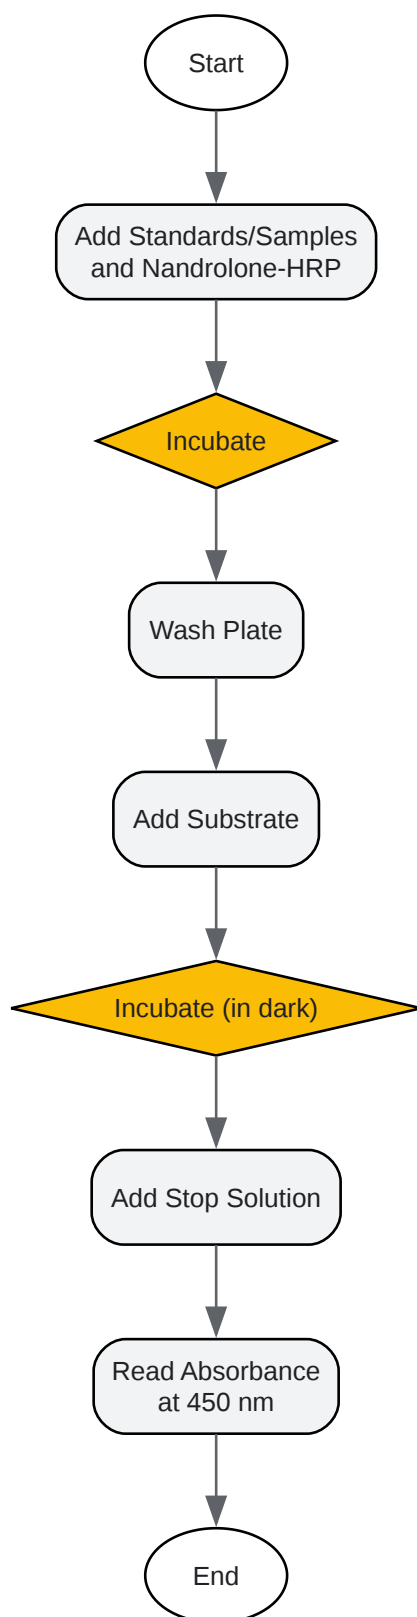 Start
Add Standards/Samples
and Nandrolone-HRP
Incubate
Wash Plate
Add Substrate
Incubate (in dark)
Add Stop Solution
Read Absorbance
at 450 nm
End